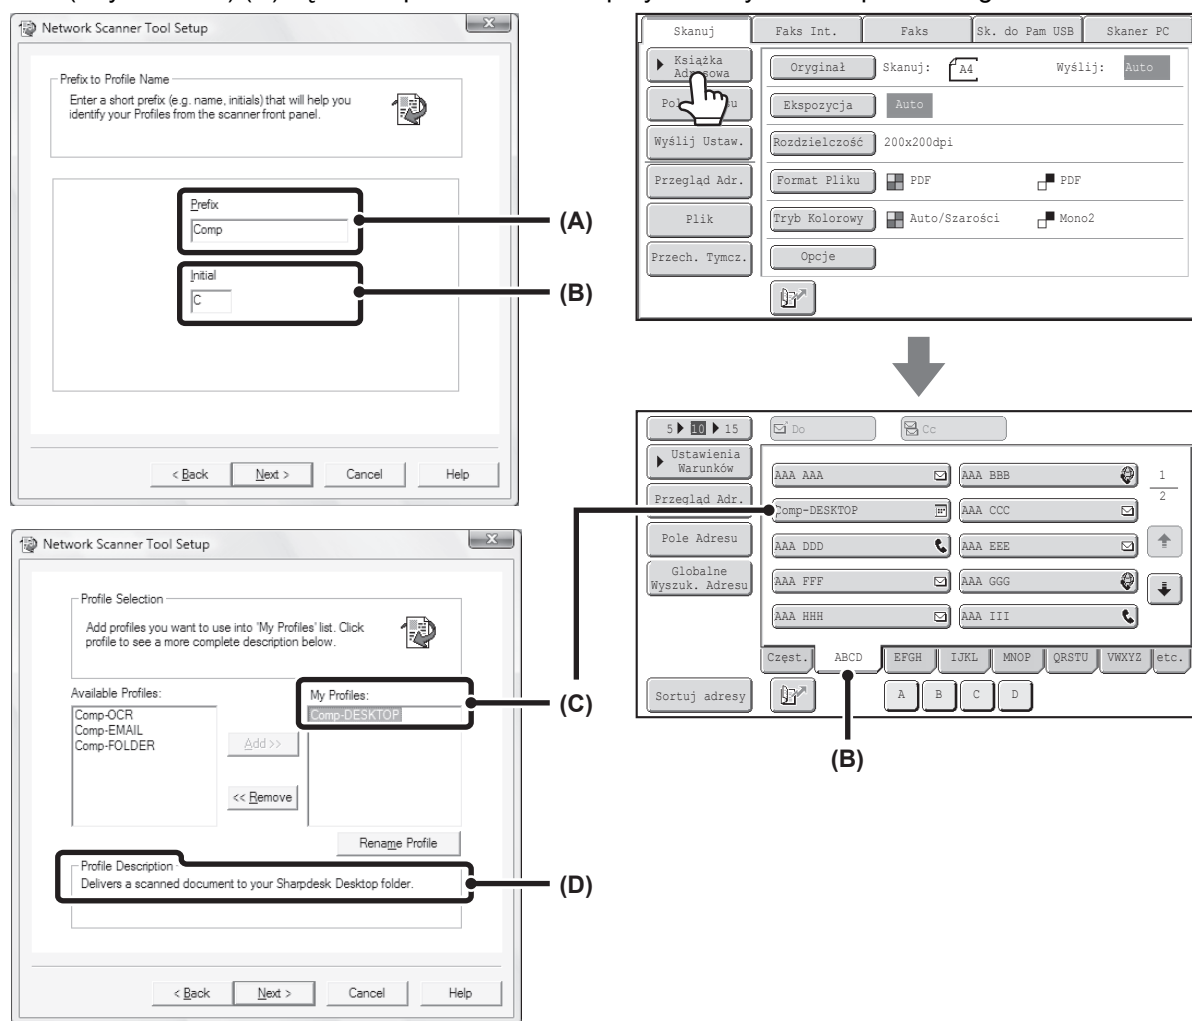 Network Scanner Tool Setup
Prefix to Profile Name
Enter a short prefix (e.g. name, initials) that will help you
identify your Profiles from the scanner front panel.
Prefix
Comp
(A)
Initial
C
(B)
< Back
Next >
Cancel
Help
Network Scanner Tool Setup
Profile Selection
Add profiles you want to use into 'My Profiles' list. Click
profile to see a more complete description below.
Available Profiles:
My Profiles:
Comp-OCR
Comp-EMAIL
Comp-FOLDER
Comp-DESKTOP
(C)
Add >>
<< Remove
Rename Profile
Profile Description
Delivers a scanned document to your Sharpdesk Desktop folder.
(D)
< Back
Next >
Cancel
Help
Skanuj
Faks Int.
Faks
Sk. do Pam USB
Skaner PC
Książka
Adresowa
Oryginał
Skanuj:
A4
Wyślij:
Auto
Ekspozycja
Auto
Wyślij Ustaw.
Rozdzielczość
200x200dpi
Przegląd Adr.
Format Pliku
PDF
PDF
Plik
Tryb Kolorowy
Auto/Szarości
Mono2
Przech. Tymcz.
Opcje
5 10 15
Do
Cc
Ustawienia
Warunków
AAA AAA
AAA BBB
1
2
Przegląd Adr.
Comp-DESKTOP
AAA CCC
Pole Adresu
AAA DDD
AAA EEE
Globalne
Wyszuk. Adresu
AAA FFF
AAA GGG
AAA HHH
AAA III
Częst.
ABCD
EFGH
IJKL
MNOP
QRSTU
VWXYZ
etc.
Sortuj adresy
A
B
C
D
(B)